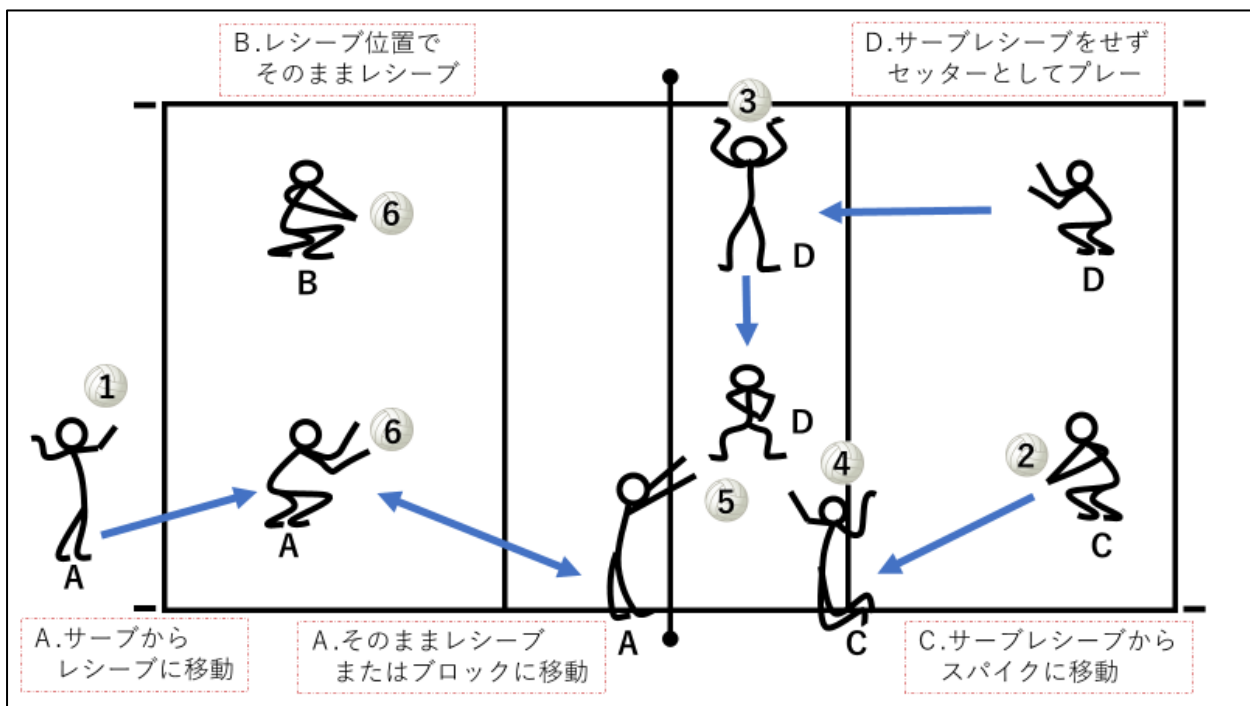 B.レシーブ位置で
そのままレシーブ
D.サーブレシーブをせず
セッターとしてプレー
3
6
B
D
D
1
6
A
A
D
5
4
2
A
C
C
A.サーブから
レシーブに移動
A.そのままレシーブ
またはブロックに移動
C.サーブレシーブから
スパイクに移動